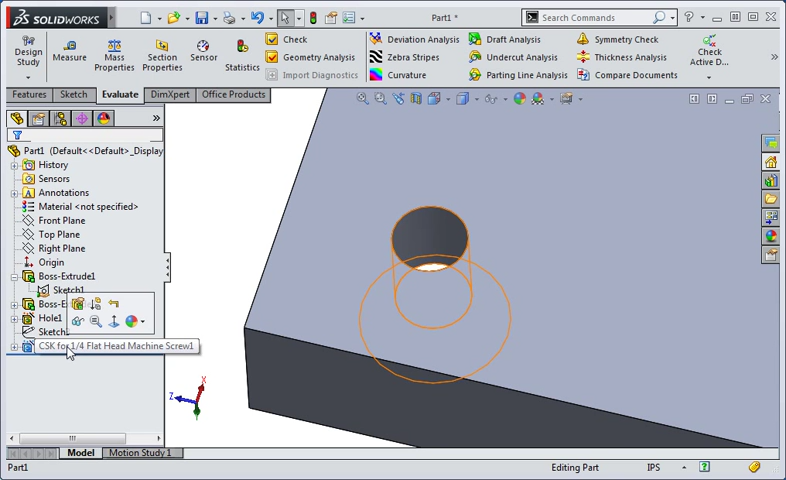 SOLIDWORKS
Part1 *
Search Commands
Design Study
Measure
Mass Properties
Section Properties
Sensor
Statistics
Check
Geometry Analysis
Import Diagnostics
Deviation Analysis
Zebra Stripes
Curvature
Draft Analysis
Undercut Analysis
Parting Line Analysis
Symmetry Check
Thickness Analysis
Compare Documents
Check Active D...
Features
Sketch
Evaluate
DimXpert
Office Products
Part1 (Default<<Default>_Display
History
Sensors
Annotations
Material <not specified>
Front Plane
Top Plane
Right Plane
Origin
Boss-Extrude1
Sketch1
Boss-E
Hole1
Sketch
CSK for 1/4 Flat Head Machine Screw1
X
Z
Model
Motion Study 1
Part1
Editing Part
IPS